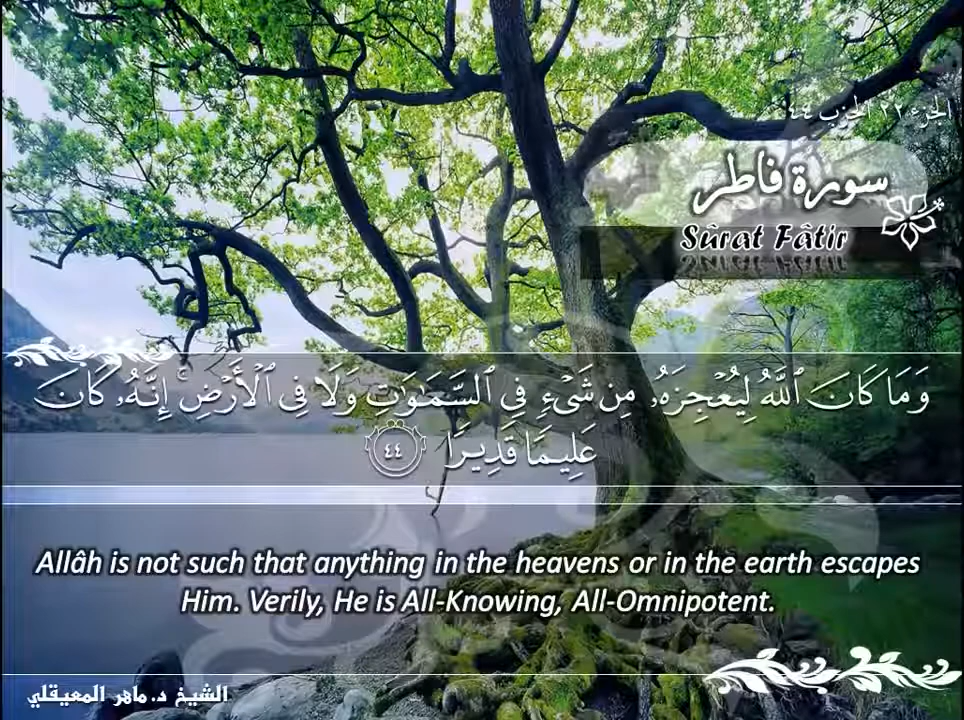 الجزء ٢٢ الحزب ٤٤
سورة فاطر
Sûrat Fâtir
وَمَا كَانَ ٱللَّهُ لِيُعْجِزَهُۥ مِن شَىْءٍ فِى ٱلسَّمَـٰوَٰتِ وَلَا فِى ٱلْأَرْضِ ۚ إِنَّهُۥ كَانَ
عَلِيمًا قَدِيرًا ٤٤
Allâh is not such that anything in the heavens or in the earth escapes
Him. Verily, He is All-Knowing, All-Omnipotent.
الشيخ د. ماهر المعيقلي